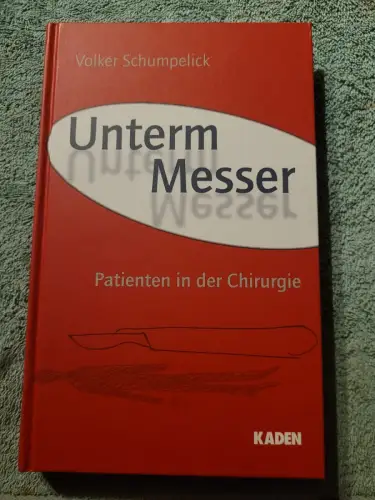 Volker Schumpelick
Unterm
Messer
Patienten in der Chirurgie
KADEN